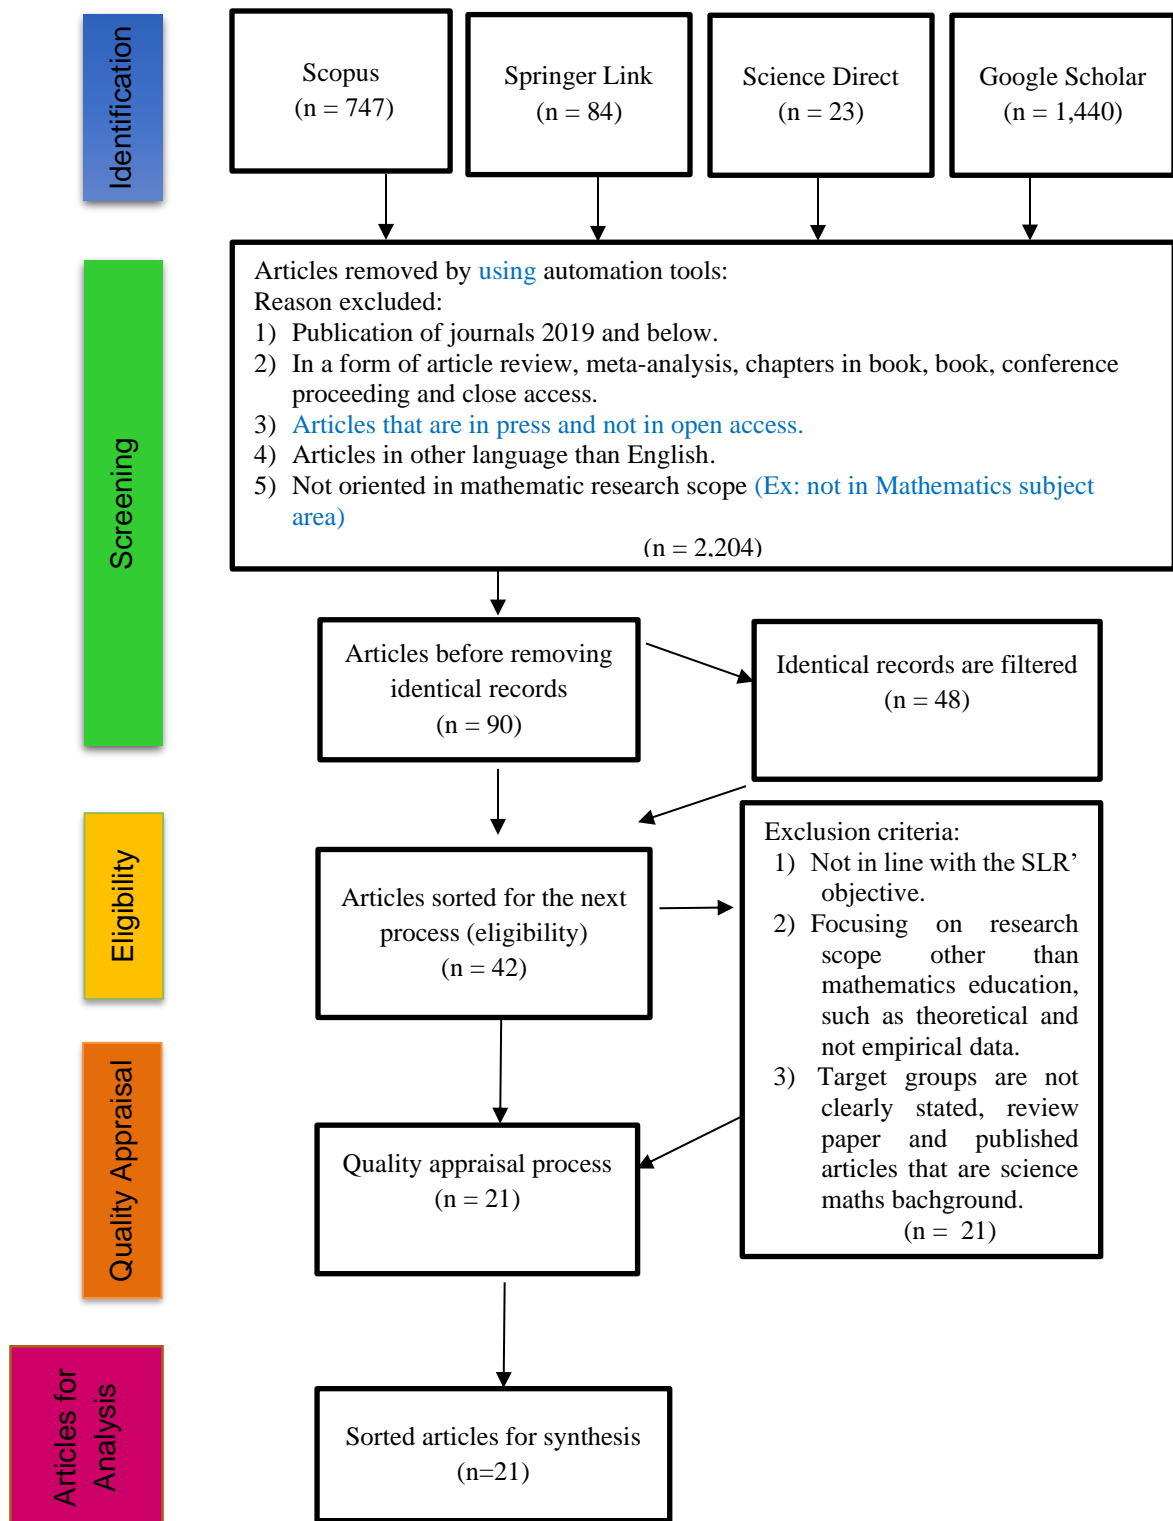 Identification
Scopus
(n = 747)
Springer Link
(n = 84)
Science Direct
(n = 23)
Google Scholar
(n = 1,440)
Screening
Articles removed by using automation tools:
Reason excluded:
1) Publication of journals 2019 and below.
2) In a form of article review, meta-analysis, chapters in book, book, conference
proceeding and close access.
3) Articles that are in press and not in open access.
4) Articles in other language than English.
5) Not oriented in mathematic research scope (Ex: not in Mathematics subject
area)
(n = 2,204)
Articles before removing
identical records
(n = 90)
Identical records are filtered
(n = 48)
Eligibility
Articles sorted for the next
process (eligibility)
(n = 42)
Exclusion criteria:
1) Not in line with the SLR’
objective.
2) Focusing on research
scope other than
mathematics education,
such as theoretical and
not empirical data.
3) Target groups are not
clearly stated, review
paper and published
articles that are science
maths bachground.
(n = 21)
Quality Appraisal
Quality appraisal process
(n = 21)
Articles for
Analysis
Sorted articles for synthesis
(n=21)